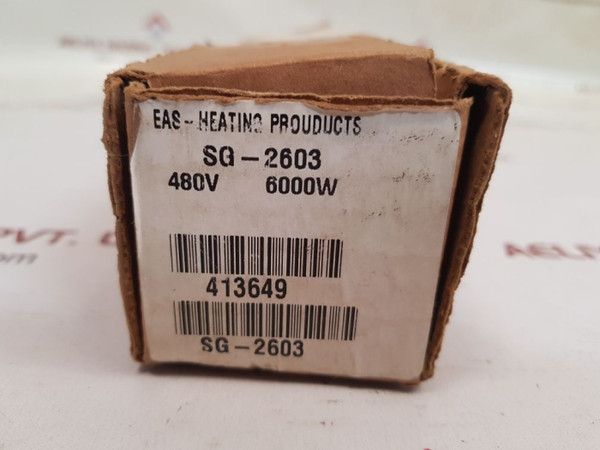 EAS-HEATING PROUDUCTS
SG-2603
480V 6000W
413649
SG-2603